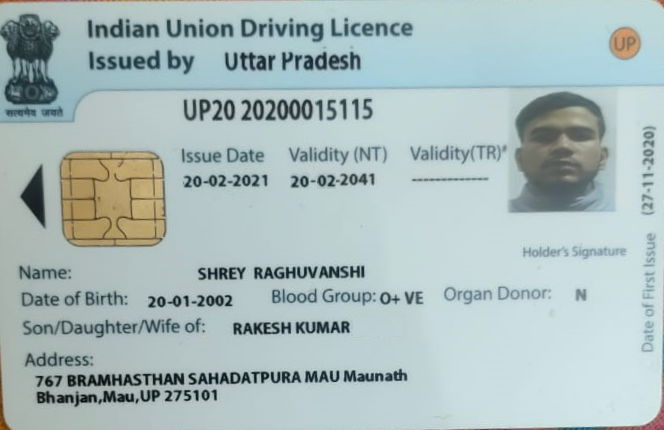 Indian Union Driving Licence
Issued by Uttar Pradesh
UP
सत्यमेव जयते
UP20 20200015115
Issue Date Validity (NT) Validity(TR)#
20-02-2021 20-02-2041 -------------
Holder's Signature
Date of First Issue (27-11-2020)
Name: SHREY RAGHUVANSHI
Date of Birth: 20-01-2002 Blood Group: O+ VE Organ Donor: N
Son/Daughter/Wife of: RAKESH KUMAR
Address:
767 BRAMHASTHAN SAHADATPURA MAU Maunath
Bhanjan,Mau,UP 275101